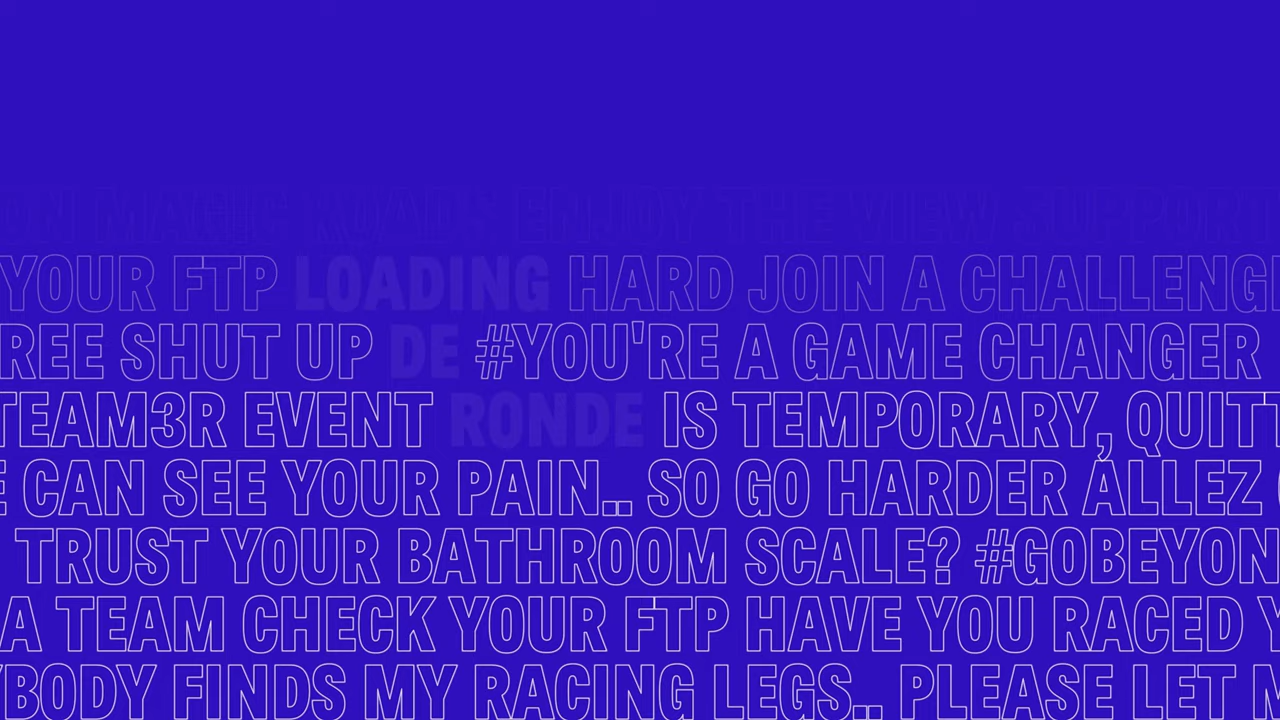 ON MAGIC ROADS ENJOY THE VIEW SUPPORT
YOUR FTP LOADING HARD JOIN A CHALLENG
REE SHUT UP DE #YOU'RE A GAME CHANGER
TEAM3R EVENT RONDE IS TEMPORARY, QUIT
E CAN SEE YOUR PAIN.. SO GO HARDER ALLEZ
TRUST YOUR BATHROOM SCALE? #GOBEYON
A TEAM CHECK YOUR FTP HAVE YOU RACED Y
YBODY FINDS MY RACING LEGS.. PLEASE LET M